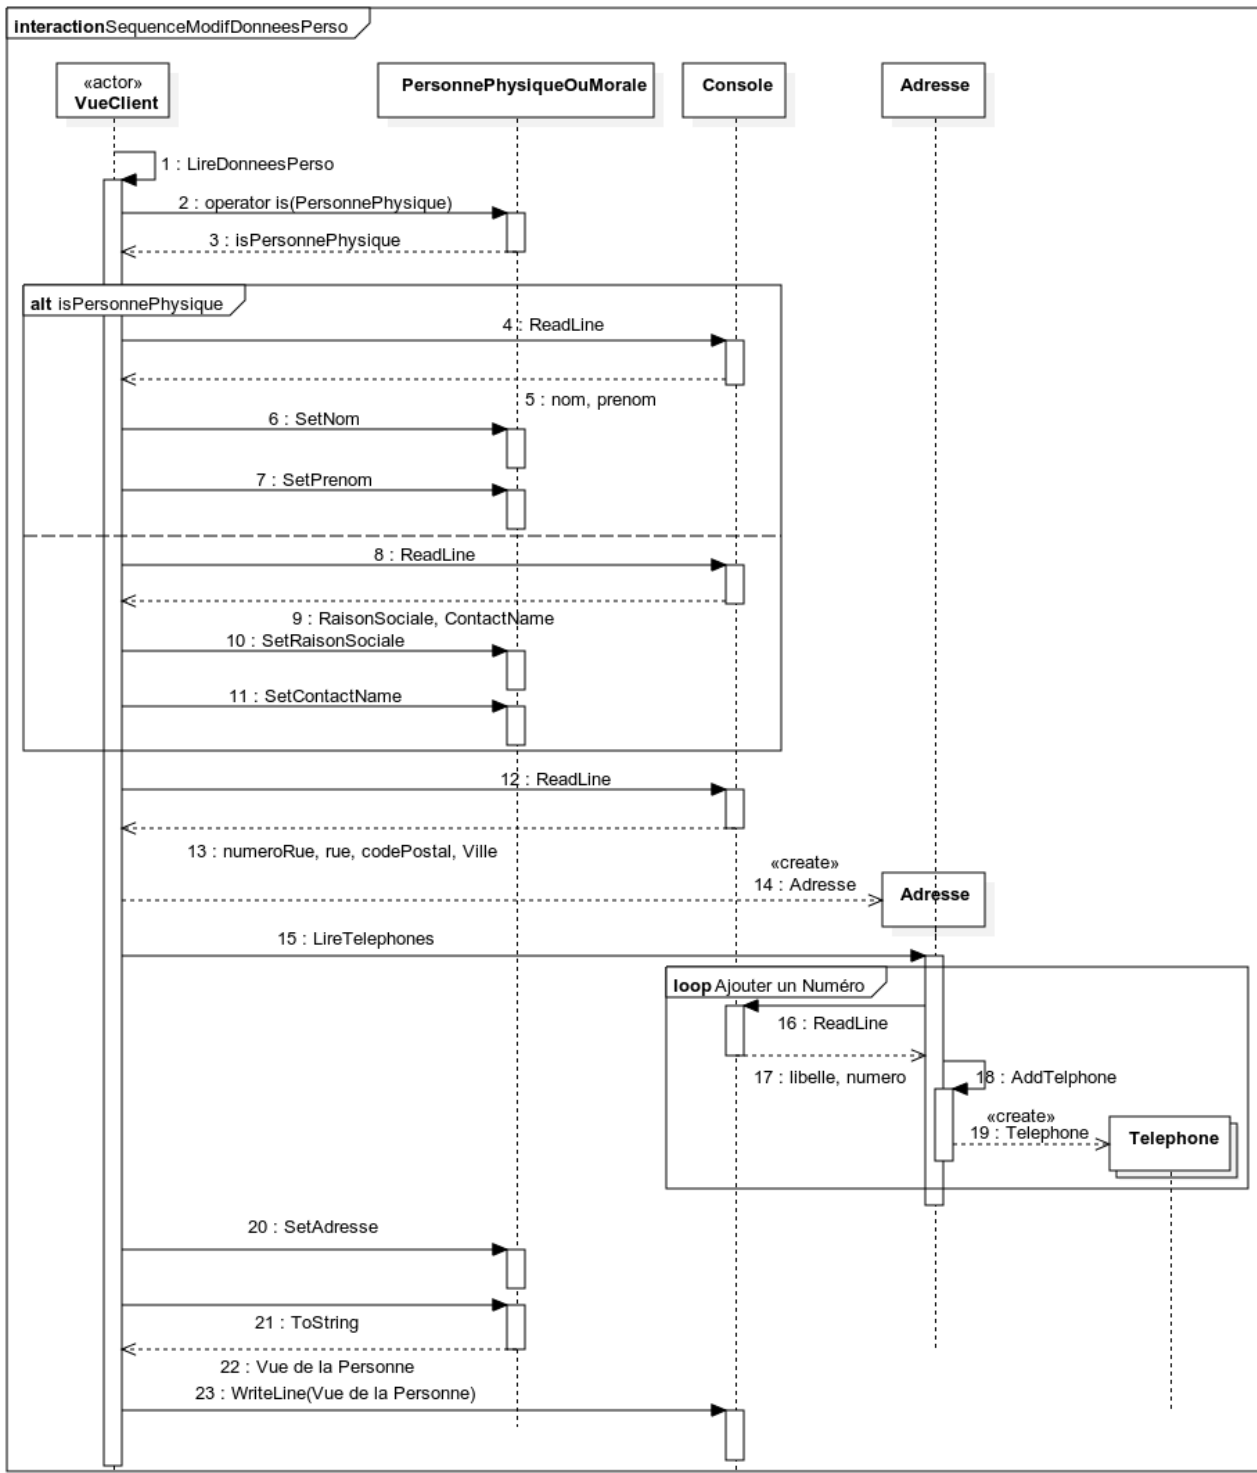 interaction SequenceModifDonneesPerso
«actor»
VueClient
PersonnePhysiqueOuMorale
Console
Adresse
1 : LireDonneesPerso
2 : operator is(PersonnePhysique)
3 : isPersonnePhysique
alt isPersonnePhysique
4 : ReadLine
5 : nom, prenom
6 : SetNom
7 : SetPrenom
8 : ReadLine
9 : RaisonSociale, ContactName
10 : SetRaisonSociale
11 : SetContactName
12 : ReadLine
13 : numeroRue, rue, codePostal, Ville
«create»
14 : Adresse
Adresse
15 : LireTelephones
loop Ajouter un Numéro
16 : ReadLine
17 : libelle, numero
18 : AddTelphone
«create»
19 : Telephone
Telephone
20 : SetAdresse
21 : ToString
22 : Vue de la Personne
23 : WriteLine(Vue de la Personne)